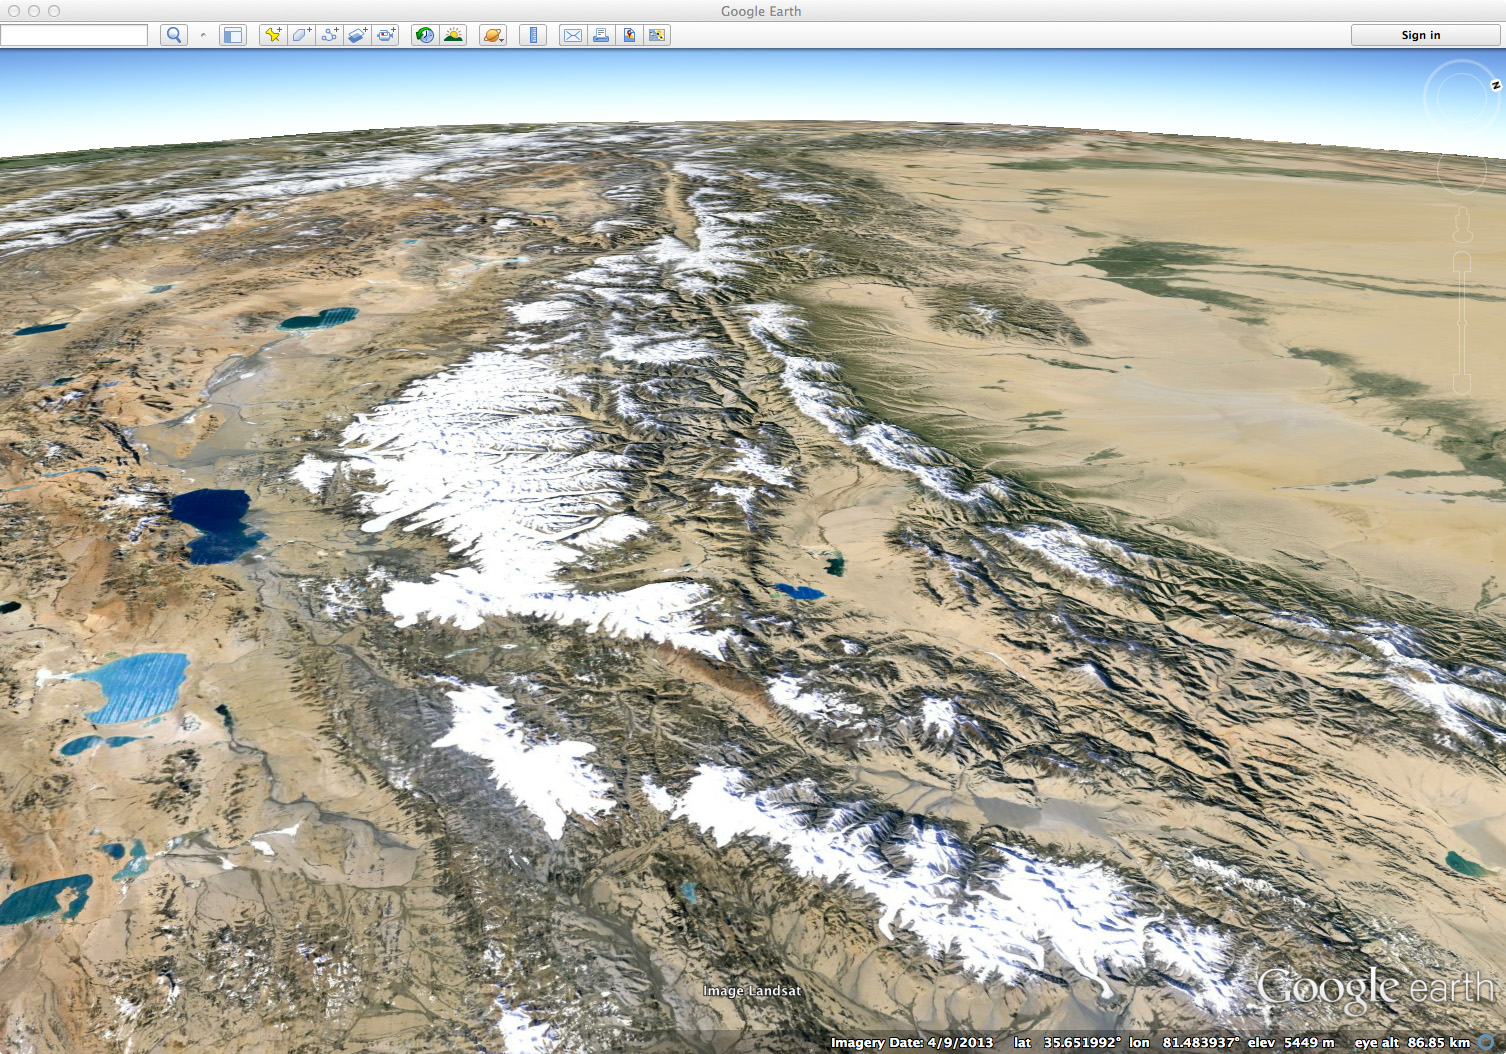 Google Earth
Sign in
N
Image Landsat
Google earth
Imagery Date: 4/9/2013 lat 35.651992° lon 81.483937° elev 5449 m eye alt 86.85 km